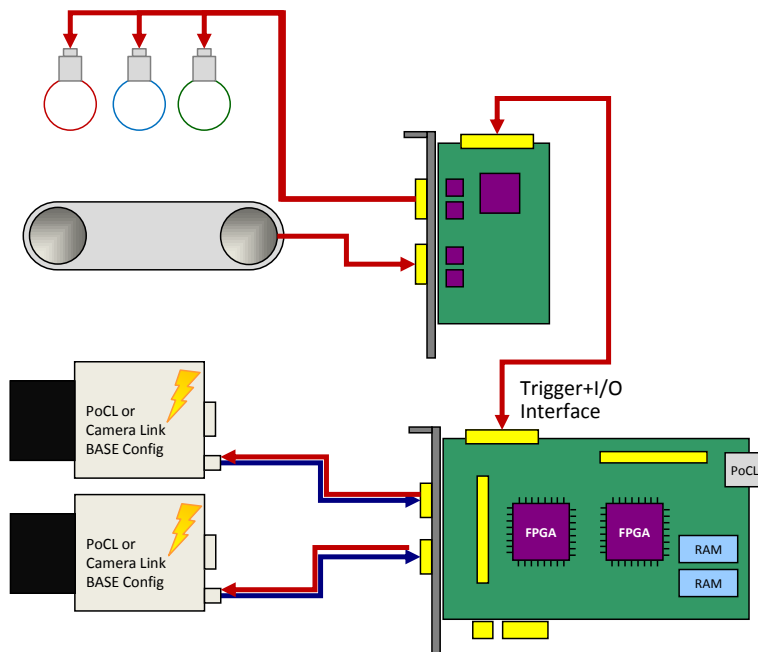 Trigger+I/O
Interface
PoCL or
Camera Link
BASE Config
PoCL
FPGA
FPGA
RAM
PoCL or
Camera Link
BASE Config
RAM